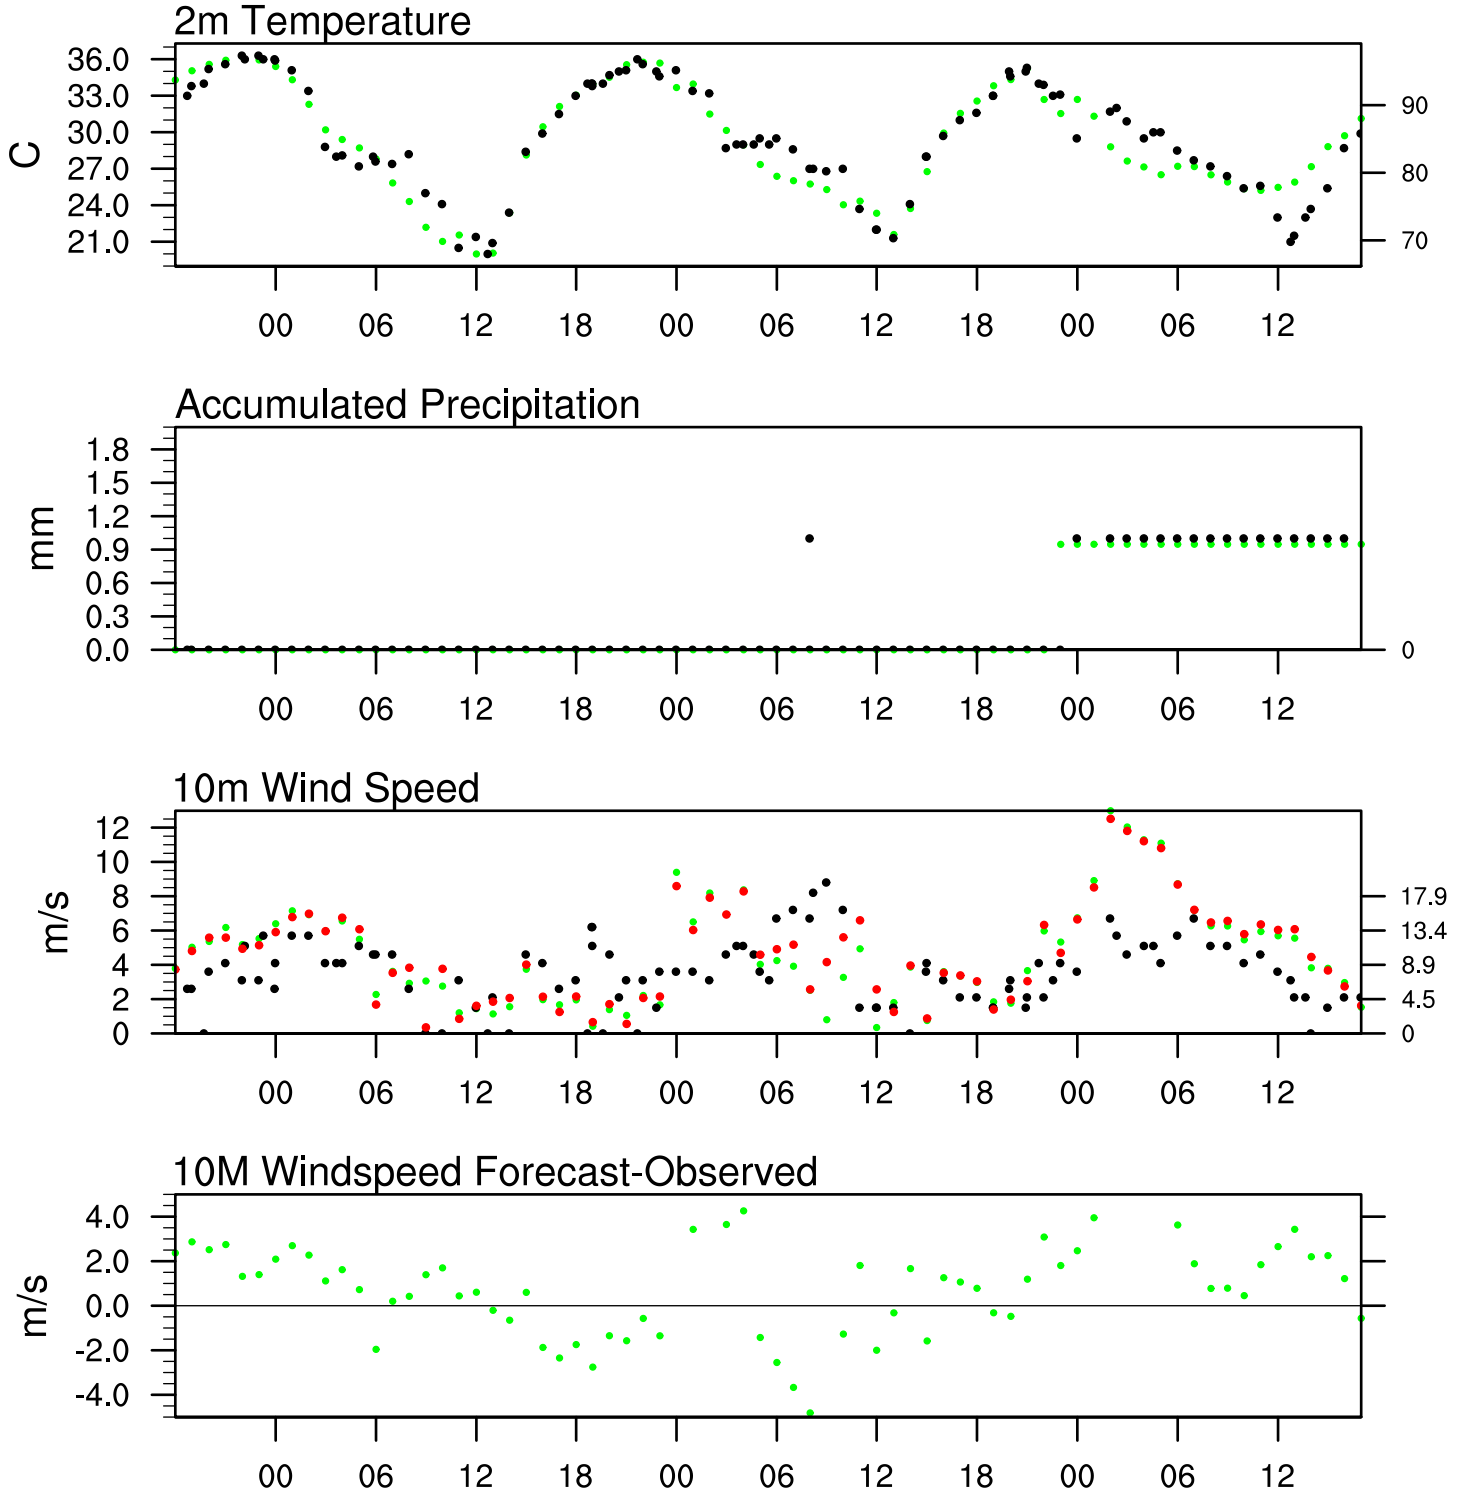 2m Temperature
C
36.0
33.0
30.0
27.0
24.0
21.0
90
80
70
00 06 12 18 00 06 12 18 00 06 12
Accumulated Precipitation
mm
1.8
1.5
1.2
0.9
0.6
0.3
0.0
0
00 06 12 18 00 06 12 18 00 06 12
10m Wind Speed
m/s
12
10
8
6
4
2
0
17.9
13.4
8.9
4.5
0
00 06 12 18 00 06 12 18 00 06 12
10M Windspeed Forecast-Observed
m/s
4.0
2.0
0.0
-2.0
-4.0
00 06 12 18 00 06 12 18 00 06 12